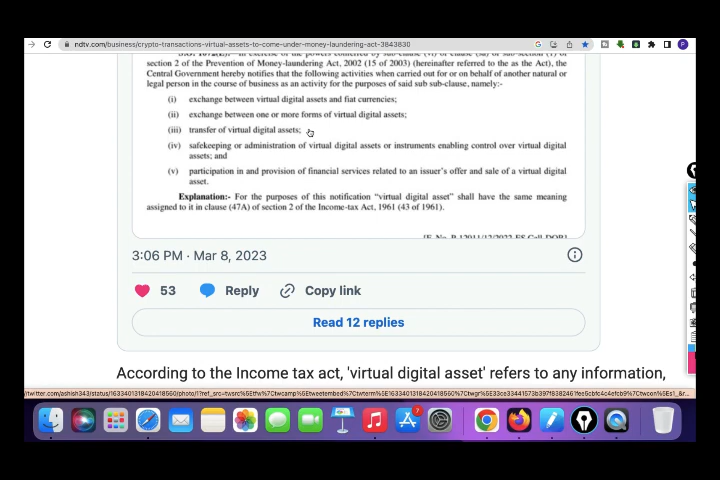 ndtv.com/business/crypto-transactions-virtual-assets-to-come-under-money-laundering-act-3843830
P
section 2 of the Prevention of Money-laundering Act, 2002 (15 of 2003) (hereinafter referred to as the Act), the
Central Government hereby notifies that the following activities when carried out for or on behalf of another natural or
legal person in the course of business as an activity for the purposes of said sub sub-clause, namely:-
(i) exchange between virtual digital assets and fiat currencies;
(ii) exchange between one or more forms of virtual digital assets;
(iii) transfer of virtual digital assets;
(iv) safekeeping or administration of virtual digital assets or instruments enabling control over virtual digital
assets; and
(v) participation in and provision of financial services related to an issuer's offer and sale of a virtual digital
asset.
Explanation:- For the purposes of this notification "virtual digital asset" shall have the same meaning
assigned to it in clause (47A) of section 2 of the Income-tax Act, 1961 (43 of 1961).
3:06 PM · Mar 8, 2023
53 Reply Copy link
Read 12 replies
According to the Income tax act, 'virtual digital asset' refers to any information,
7